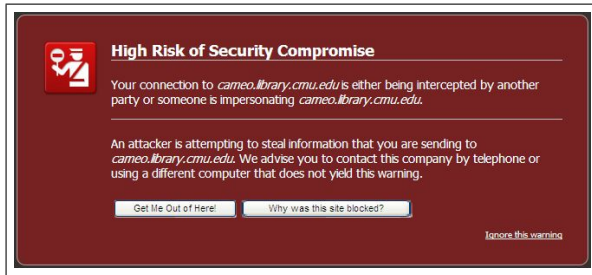 High Risk of Security Compromise
Your connection to cameo.library.cmu.edu is either being intercepted by another
party or someone is impersonating cameo.library.cmu.edu.
An attacker is attempting to steal information that you are sending to
cameo.library.cmu.edu. We advise you to contact this company by telephone or
using a different computer that does not yield this warning.
Get Me Out of Here! Why was this site blocked?
Ignore this warning